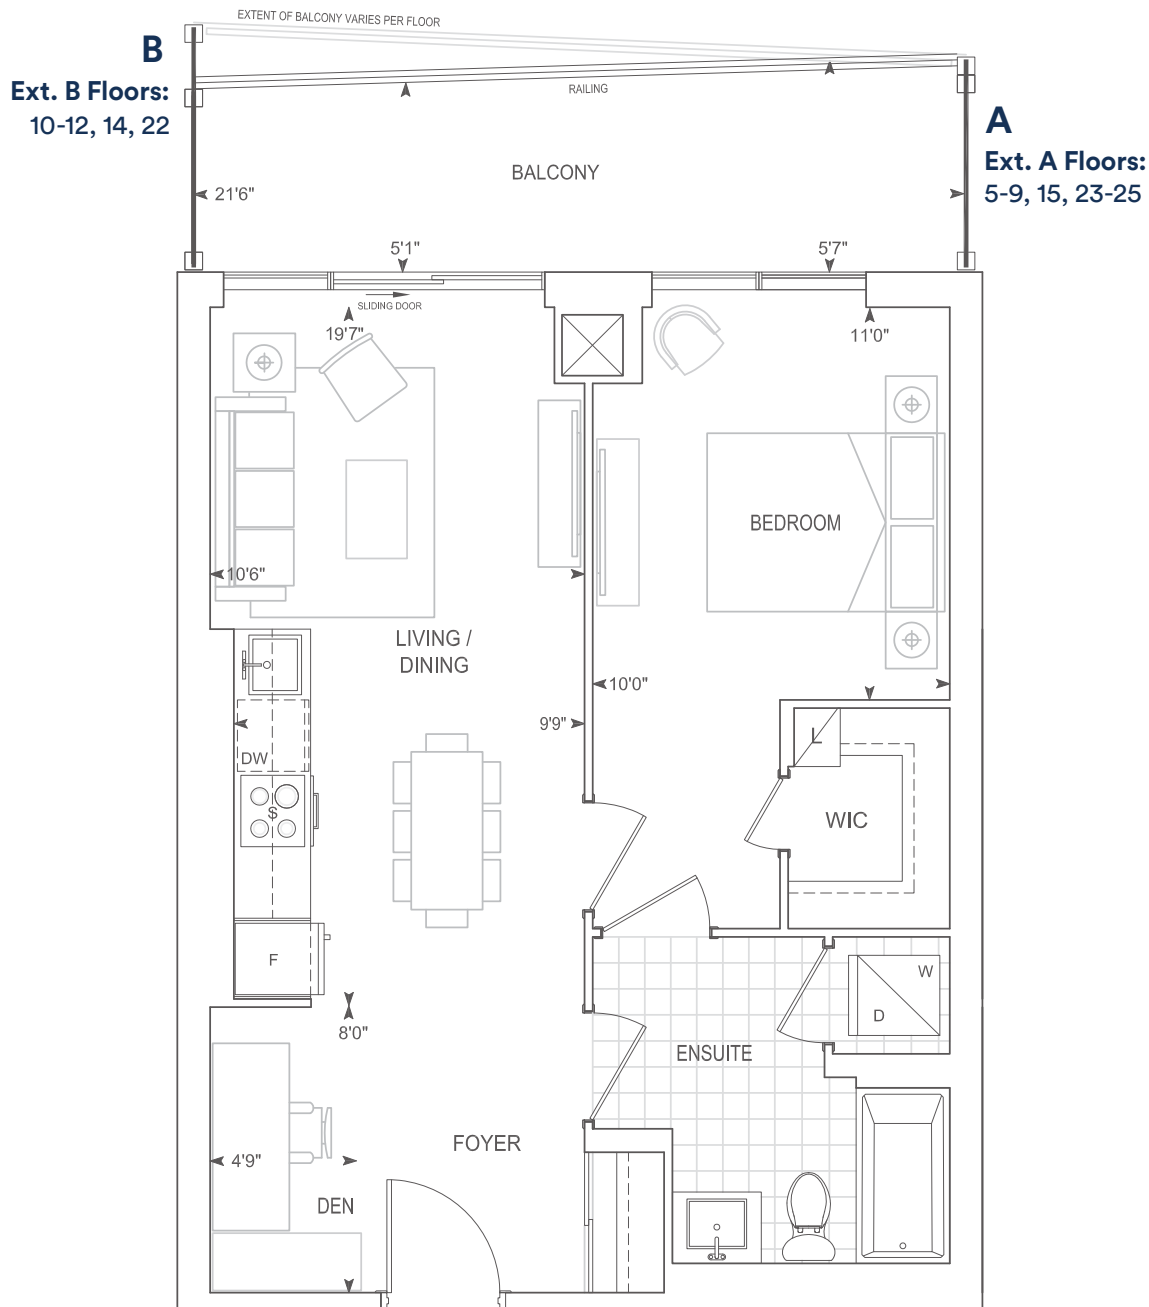 EXTENT OF BALCONY VARIES PER FLOOR
B
Ext. B Floors:
10-12, 14, 22
RAILING
A
Ext. A Floors:
5-9, 15, 23-25
BALCONY
21'6"
5'1"
5'7"
SLIDING DOOR
19'7"
11'0"
BEDROOM
10'6"
LIVING /
DINING
10'0"
9'9"
DW
L
S
WIC
F
W
D
8'0"
ENSUITE
FOYER
4'9"
DEN